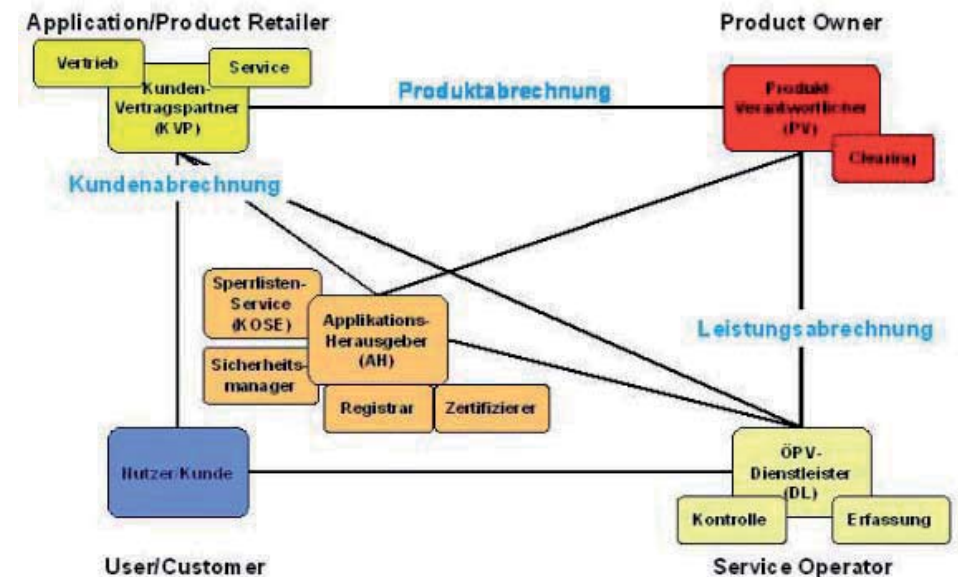 Application/Product Retailer
Product Owner
Vertrieb
Service
Kunden-
Vertragspartner
(KVP)
Produktabrechnung
Produkt-
Verantwortlicher
(PV)
Clearing
Kundenabrechnung
Sperrlisten-
Service
(KOSE)
Applikations-
Herausgeber
(AH)
Leistungsabrechnung
Sicherheits-
manager
Registrar
Zertifizierer
Nutzer/Kunde
ÖPV-
Dienstleister
(DL)
Kontrolle
Erfassung
User/Customer
Service Operator